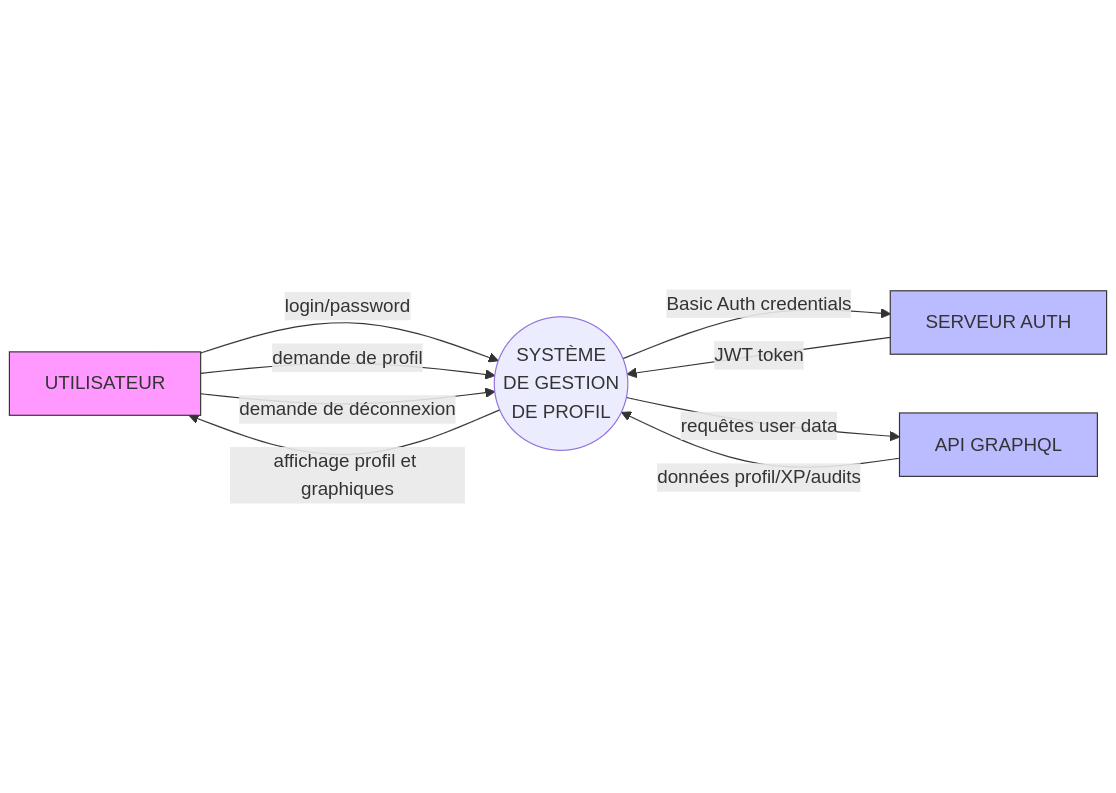 login/password
demande de profil
UTILISATEUR
demande de déconnexion
affichage profil et
graphiques
SYSTÈME
DE GESTION
DE PROFIL
Basic Auth credentials
SERVEUR AUTH
JWT token
requêtes user data
API GRAPHQL
données profil/XP/audits